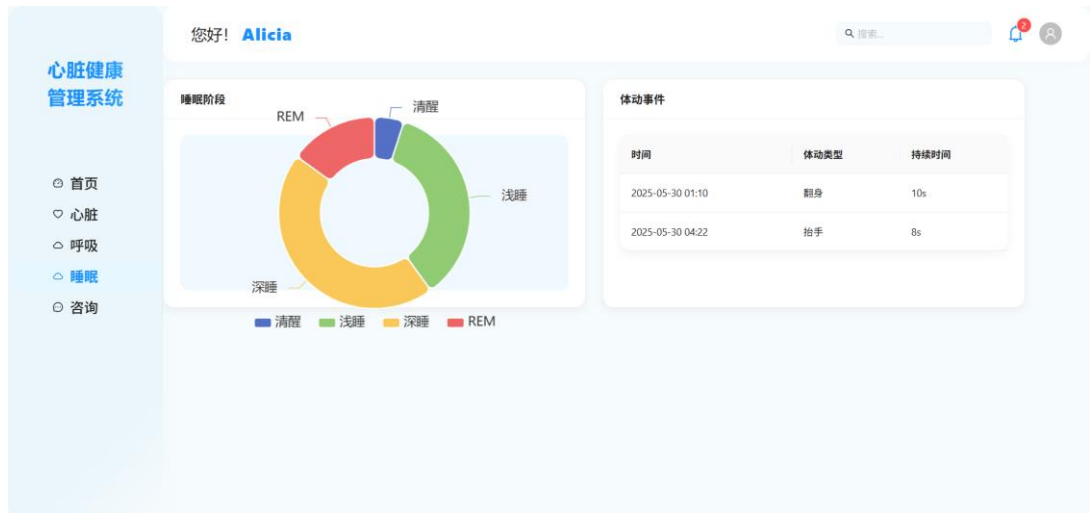 心脏健康
管理系统
首页
心脏
呼吸
睡眠
咨询
您好! Alicia
搜索...
2
睡眠阶段
REM
清醒
浅睡
深睡
清醒 浅睡 深睡 REM
体动事件
时间 体动类型 持续时间
2025-05-30 01:10 翻身 10s
2025-05-30 04:22 抬手 8s